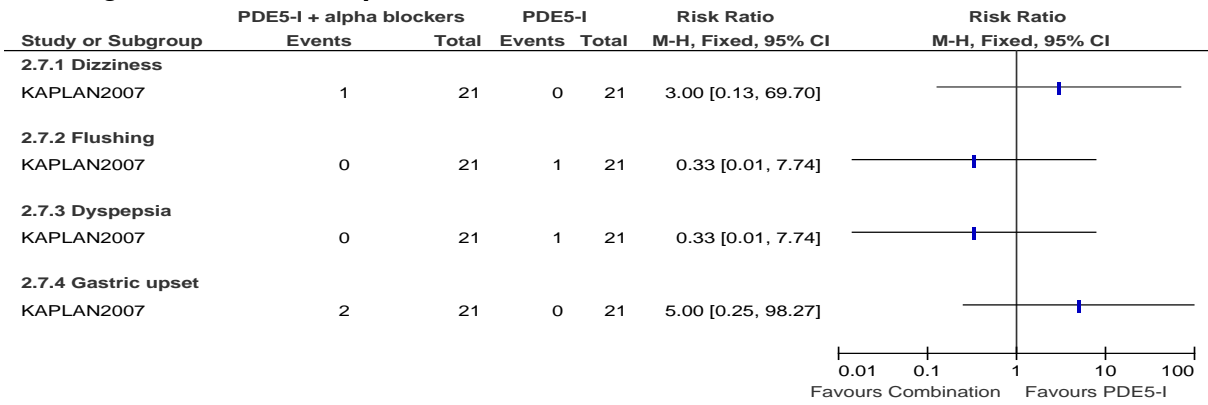 PDE5-I + alpha blockers PDE5-I Risk Ratio Risk Ratio
Study or Subgroup Events Total Events Total M-H, Fixed, 95% CI M-H, Fixed, 95% CI
2.7.1 Dizziness
KAPLAN2007 1 21 0 21 3.00 [0.13, 69.70]
2.7.2 Flushing
KAPLAN2007 0 21 1 21 0.33 [0.01, 7.74]
2.7.3 Dyspepsia
KAPLAN2007 0 21 1 21 0.33 [0.01, 7.74]
2.7.4 Gastric upset
KAPLAN2007 2 21 0 21 5.00 [0.25, 98.27]
0.01 0.1 1 10 100
Favours Combination Favours PDE5-I